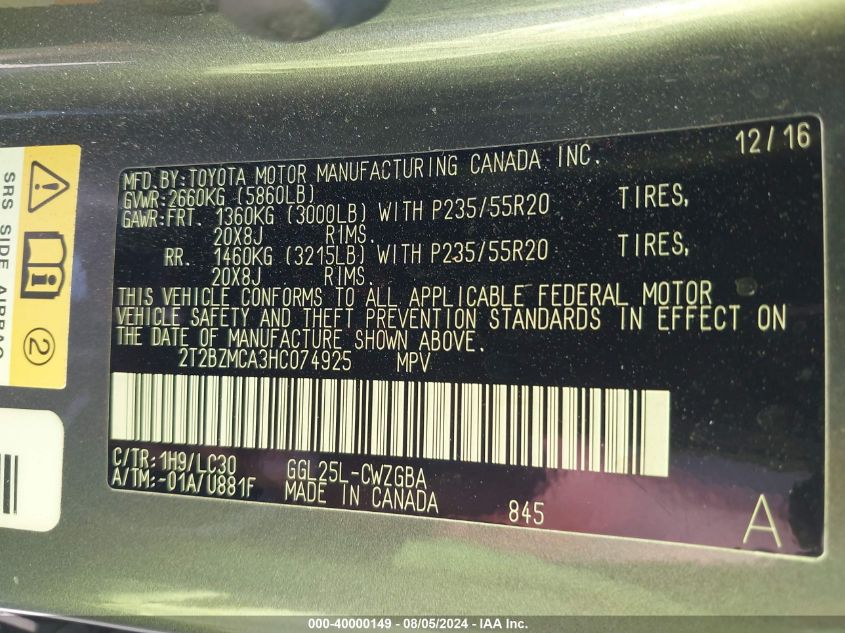 12/16
MFD.BY:TOYOTA MOTOR MANUFACTURING CANADA INC.
GVWR:2660KG (5860LB)
GAWR:FRT. 1360KG (3000LB) WITH P235/55R20 TIRES,
20X8J RIMS.
RR. 1460KG (3215LB) WITH P235/55R20 TIRES,
20X8J RIMS.
THIS VEHICLE CONFORMS TO ALL APPLICABLE FEDERAL MOTOR
VEHICLE SAFETY AND THEFT PREVENTION STANDARDS IN EFFECT ON
THE DATE OF MANUFACTURE SHOWN ABOVE.
2T2BZMCA3HC074925 MPV
C/TR:1H9/LC30 GGL25L-CWZGBA
A/TM:-01A/U881F MADE IN CANADA
845
A
SRS SIDE AIRBAG
2
000-40000149 - 08/05/2024 - IAA Inc.